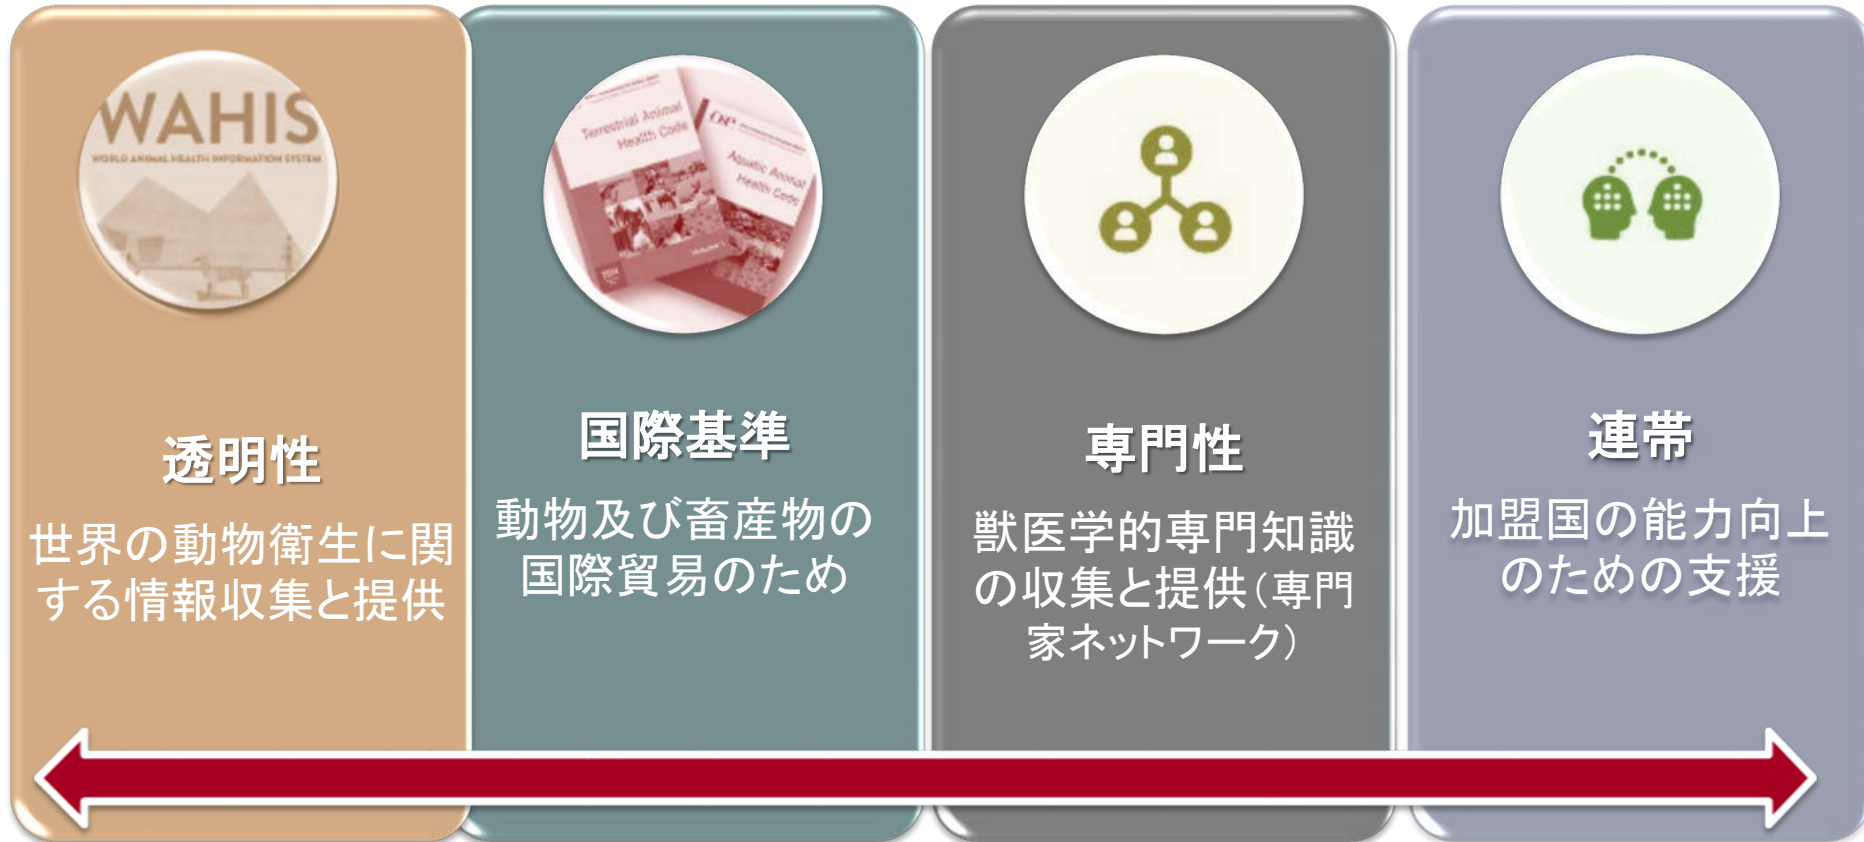 WAHIS
WORLD ANIMAL HEALTH INFORMATION SYSTEM
透明性
世界の動物衛生に関
する情報収集と提供
Terrestrial Animal
Health Code
Oie
Aquatic Animal
Health Code
国際基準
動物及び畜産物の
国際貿易のため
専門性
獣医学的専門知識
の収集と提供（専門
家ネットワーク）
連帯
加盟国の能力向上
のための支援